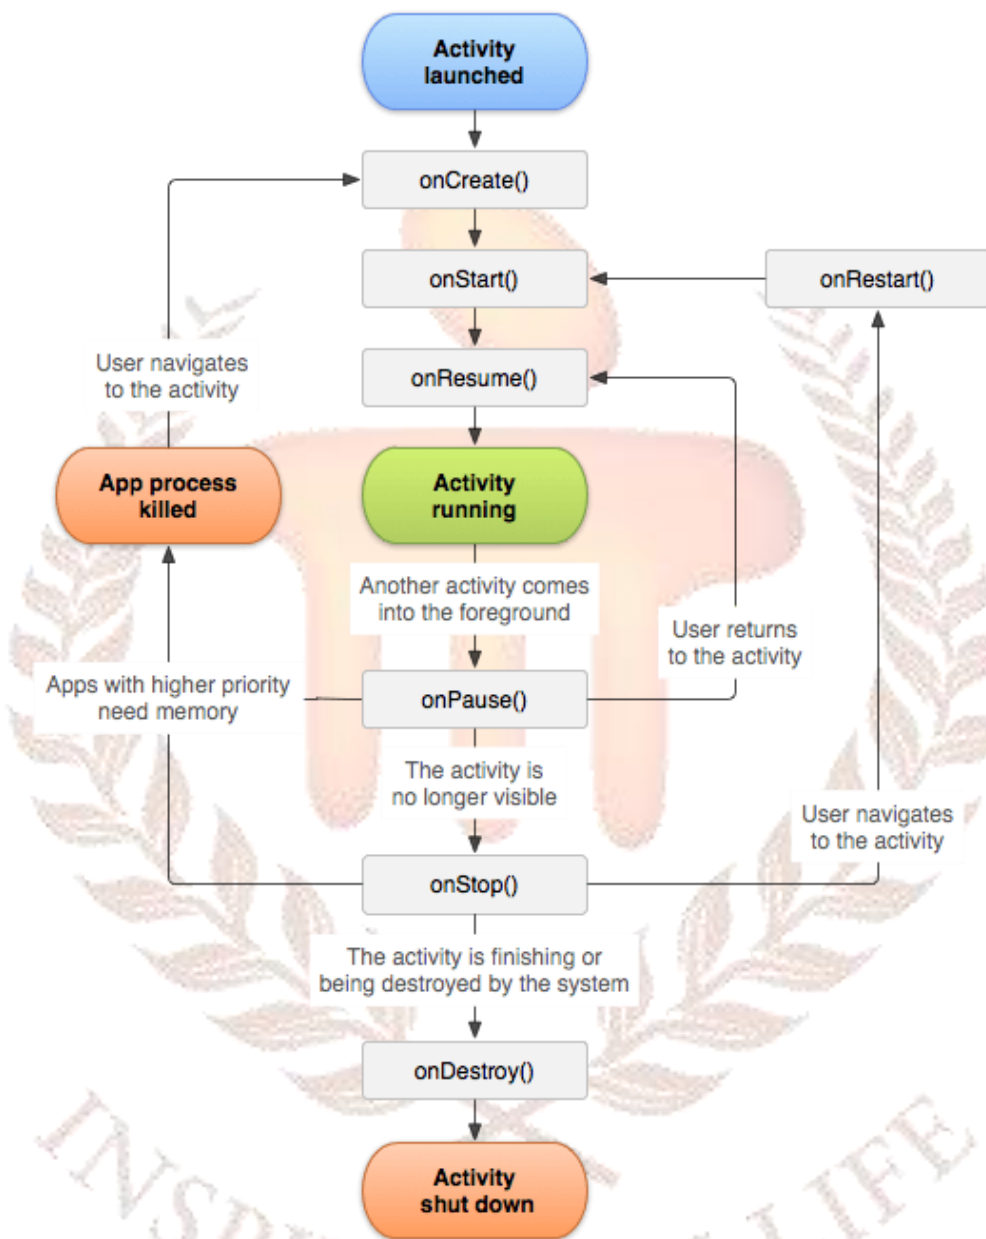 Activity
launched
onCreate()
onStart()
onRestart()
User navigates
to the activity
onResume()
App process
killed
Activity
running
Another activity comes
into the foreground
User returns
to the activity
Apps with higher priority
need memory
onPause()
The activity is
no longer visible
User navigates
to the activity
onStop()
The activity is finishing or
being destroyed by the system
onDestroy()
Activity
shut down
LIFE